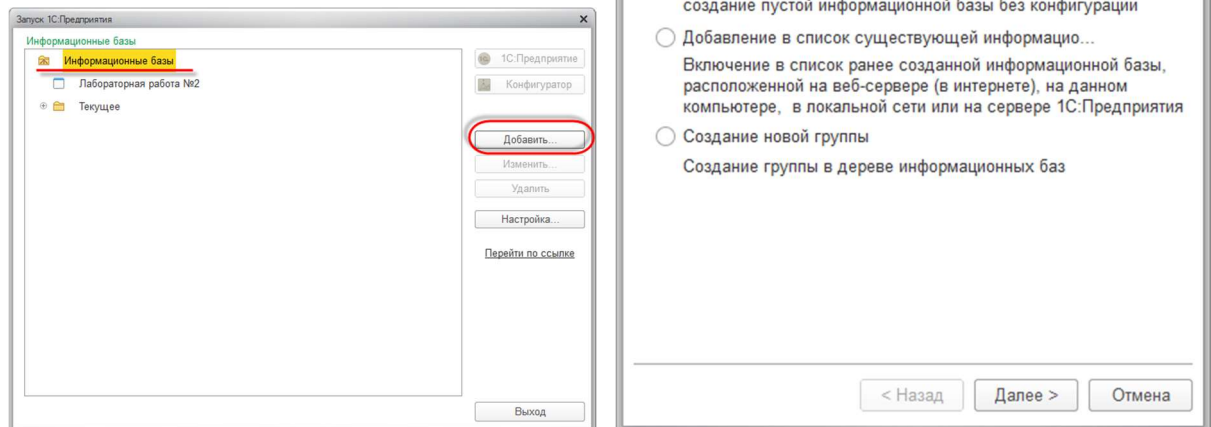 Запуск 1С:Предприятия
Информационные базы
Информационные базы
Лабораторная работа №2
Текущее
1С:Предприятие
Конфигуратор
Добавить...
Изменить...
Удалить
Настройка...
Перейти по ссылке
Выход
создание пустой информационной базы без конфигурации
Добавление в список существующей информацио...
Включение в список ранее созданной информационной базы,
расположенной на веб-сервере (в интернете), на данном
компьютере, в локальной сети или на сервере 1С:Предприятия
Создание новой группы
Создание группы в дереве информационных баз
< Назад
Далее >
Отмена